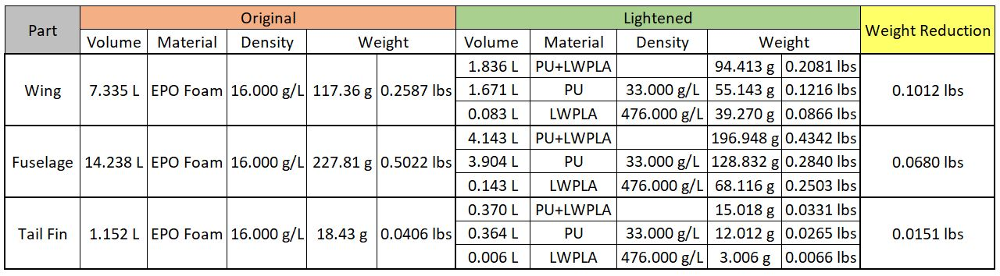 Part Original Lightened Weight Reduction
Volume Material Density Weight Volume Material Density Weight
Wing 7.335 L EPO Foam 16.000 g/L 117.36 g 0.2587 lbs 1.836 L PU+LWPLA 94.413 g 0.2081 lbs 0.1012 lbs
1.671 L PU 33.000 g/L 55.143 g 0.1216 lbs
0.083 L LWPLA 476.000 g/L 39.270 g 0.0866 lbs
Fuselage 14.238 L EPO Foam 16.000 g/L 227.81 g 0.5022 lbs 4.143 L PU+LWPLA 196.948 g 0.4342 lbs 0.0680 lbs
3.904 L PU 33.000 g/L 128.832 g 0.2840 lbs
0.143 L LWPLA 476.000 g/L 68.116 g 0.2503 lbs
Tail Fin 1.152 L EPO Foam 16.000 g/L 18.43 g 0.0406 lbs 0.370 L PU+LWPLA 15.018 g 0.0331 lbs 0.0151 lbs
0.364 L PU 33.000 g/L 12.012 g 0.0265 lbs
0.006 L LWPLA 476.000 g/L 3.006 g 0.0066 lbs